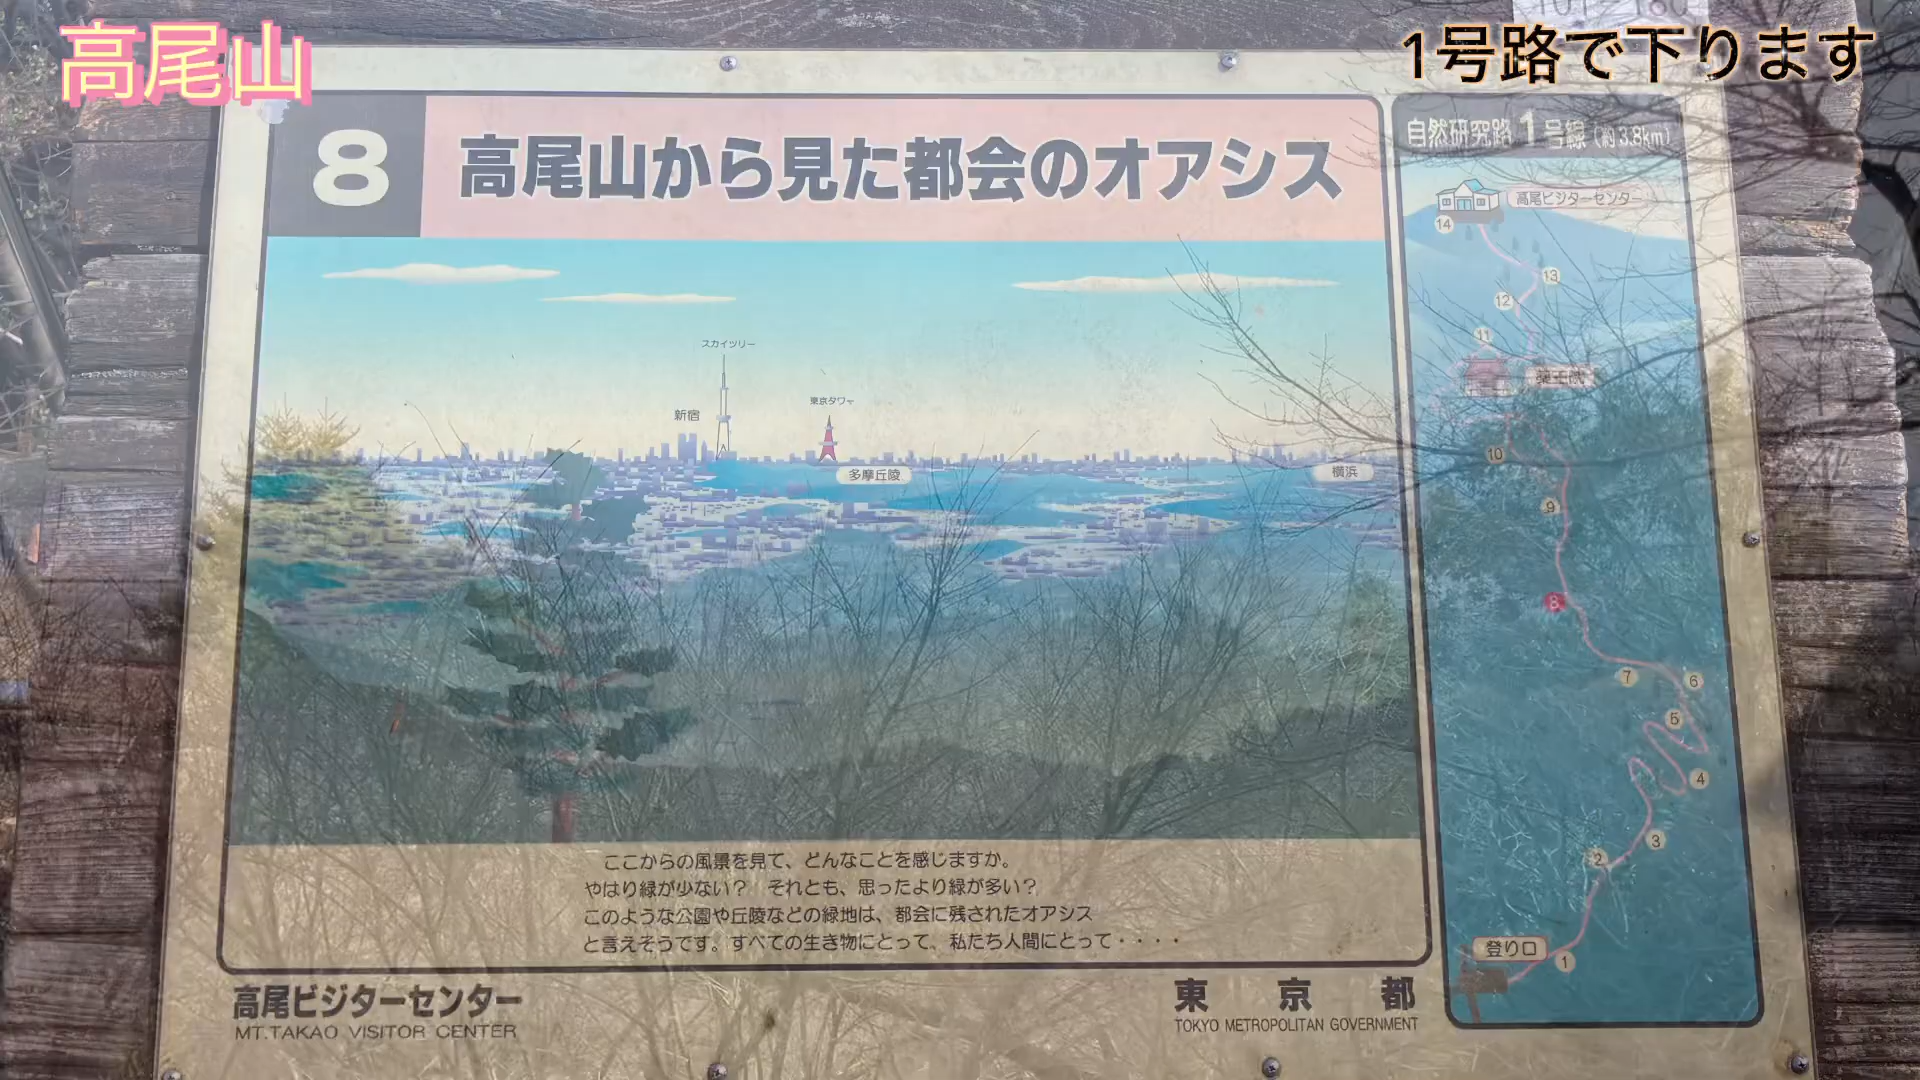 高尾山
1号路で下ります
8
高尾山から見た都会のオアシス
スカイツリー
新宿
東京タワー
多摩丘陵
横浜
ここからの風景を見て、どんなことを感じますか。
やはり緑が少ない? それとも、思ったより緑が多い?
このような公園や丘陵などの緑地は、都会に残されたオアシス
と言えそうです。すべての生き物にとって、私たち人間にとって・・・・
高尾ビジターセンター
MT.TAKAO VISITOR CENTER
東京都
TOKYO METROPOLITAN GOVERNMENT
自然研究路1号線(約3.8km)
高尾ビジターセンター
14
13
12
11
薬王院
10
9
8
7
6
5
4
3
2
登り口
1